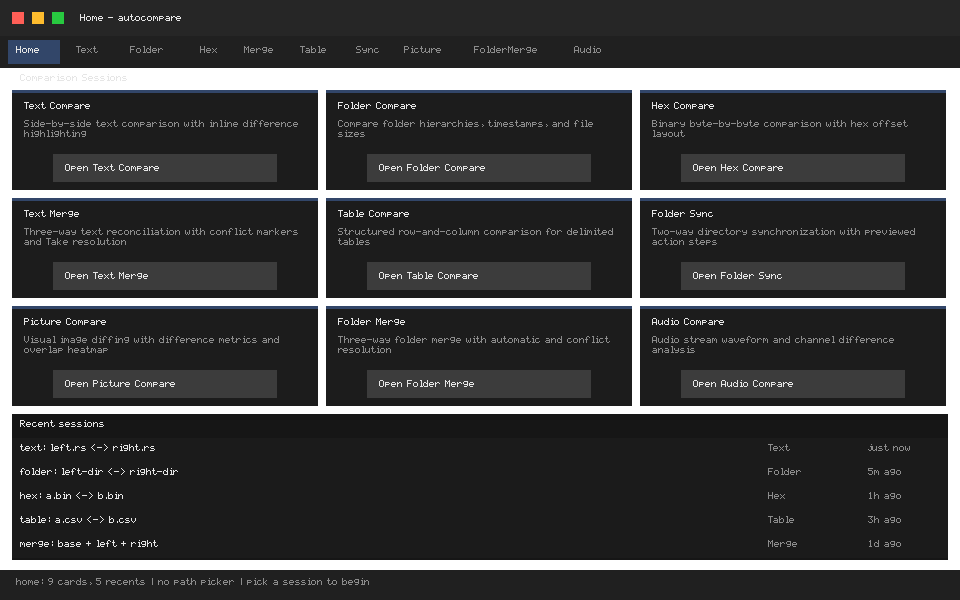 Home - autocompare
Home Text Folder Hex Merge Table Sync Picture FolderMerge Audio
Comparison Sessions
Text Compare
Side-by-side text comparison with inline difference
highlighting
Open Text Compare
Folder Compare
Compare folder hierarchies, timestamps, and file
sizes
Open Folder Compare
Hex Compare
Binary byte-by-byte comparison with hex offset
layout
Open Hex Compare
Text Merge
Three-way text reconciliation with conflict markers
and Take resolution
Open Text Merge
Table Compare
Structured row-and-column comparison for delimited
tables
Open Table Compare
Folder Sync
Two-way directory synchronization with previewed
action steps
Open Folder Sync
Picture Compare
Visual image diffing with difference metrics and
overlap heatmap
Open Picture Compare
Folder Merge
Three-way folder merge with automatic and conflict
resolution
Open Folder Merge
Audio Compare
Audio stream waveform and channel difference
analysis
Open Audio Compare
Recent sessions
text: left.rs <-> right.rs Text just now
folder: left-dir <-> right-dir Folder 5m ago
hex: a.bin <-> b.bin Hex 1h ago
table: a.csv <-> b.csv Table 3h ago
merge: base + left + right Merge 1d ago
home: 9 cards, 5 recents | no path picker | pick a session to begin